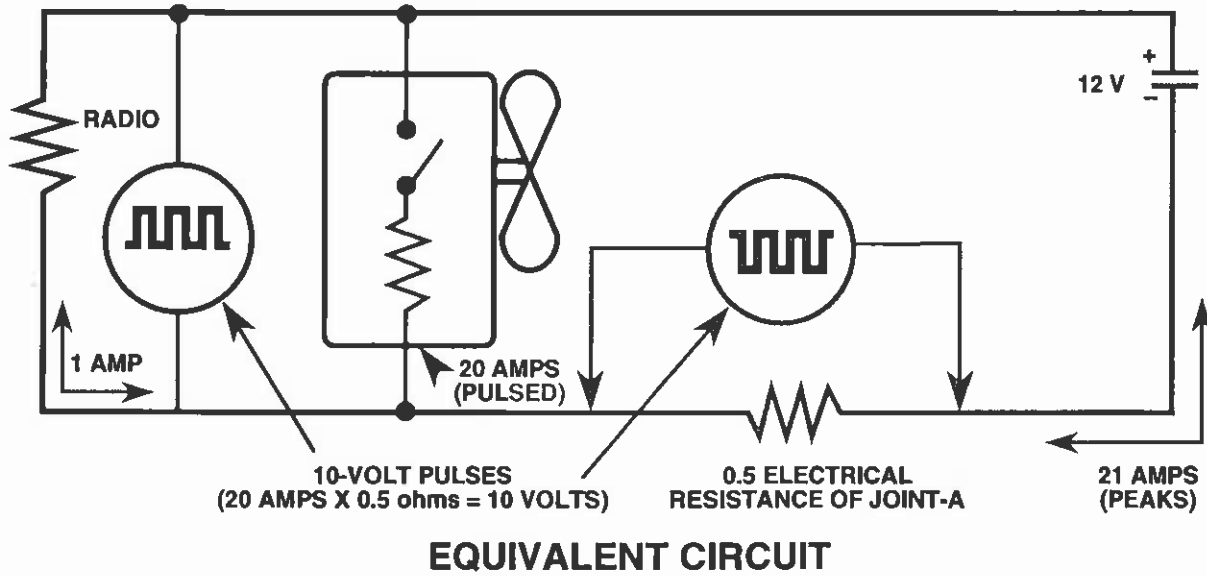 12 V
+
–
RADIO
1 AMP
20 AMPS
(PULSED)
10-VOLT PULSES
(20 AMPS X 0.5 ohms = 10 VOLTS)
0.5 ELECTRICAL
RESISTANCE OF JOINT-A
21 AMPS
(PEAKS)
EQUIVALENT CIRCUIT